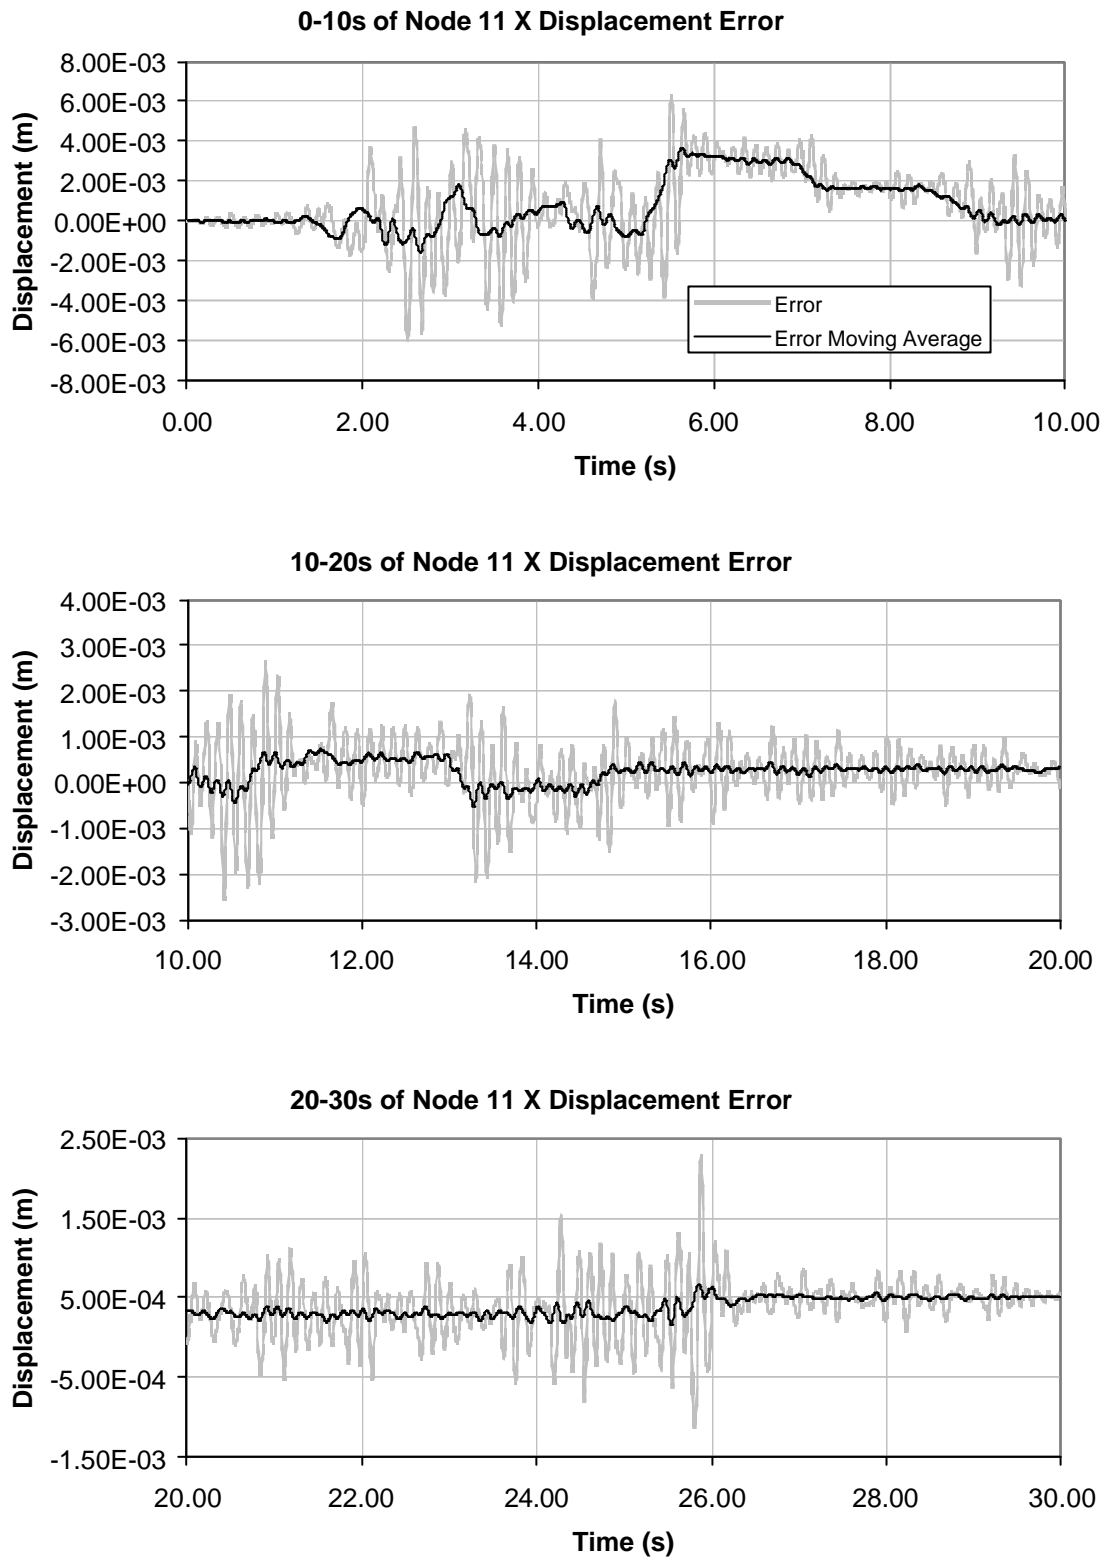 0-10s of Node 11 X Displacement Error
8.00E-03
6.00E-03
4.00E-03
2.00E-03
0.00E+00
-2.00E-03
-4.00E-03
-6.00E-03
-8.00E-03
Displacement (m)
Error
Error Moving Average
0.00 2.00 4.00 6.00 8.00 10.00
Time (s)
10-20s of Node 11 X Displacement Error
4.00E-03
3.00E-03
2.00E-03
1.00E-03
0.00E+00
-1.00E-03
-2.00E-03
-3.00E-03
Displacement (m)
10.00 12.00 14.00 16.00 18.00 20.00
Time (s)
20-30s of Node 11 X Displacement Error
2.50E-03
1.50E-03
5.00E-04
-5.00E-04
-1.50E-03
Displacement (m)
20.00 22.00 24.00 26.00 28.00 30.00
Time (s)